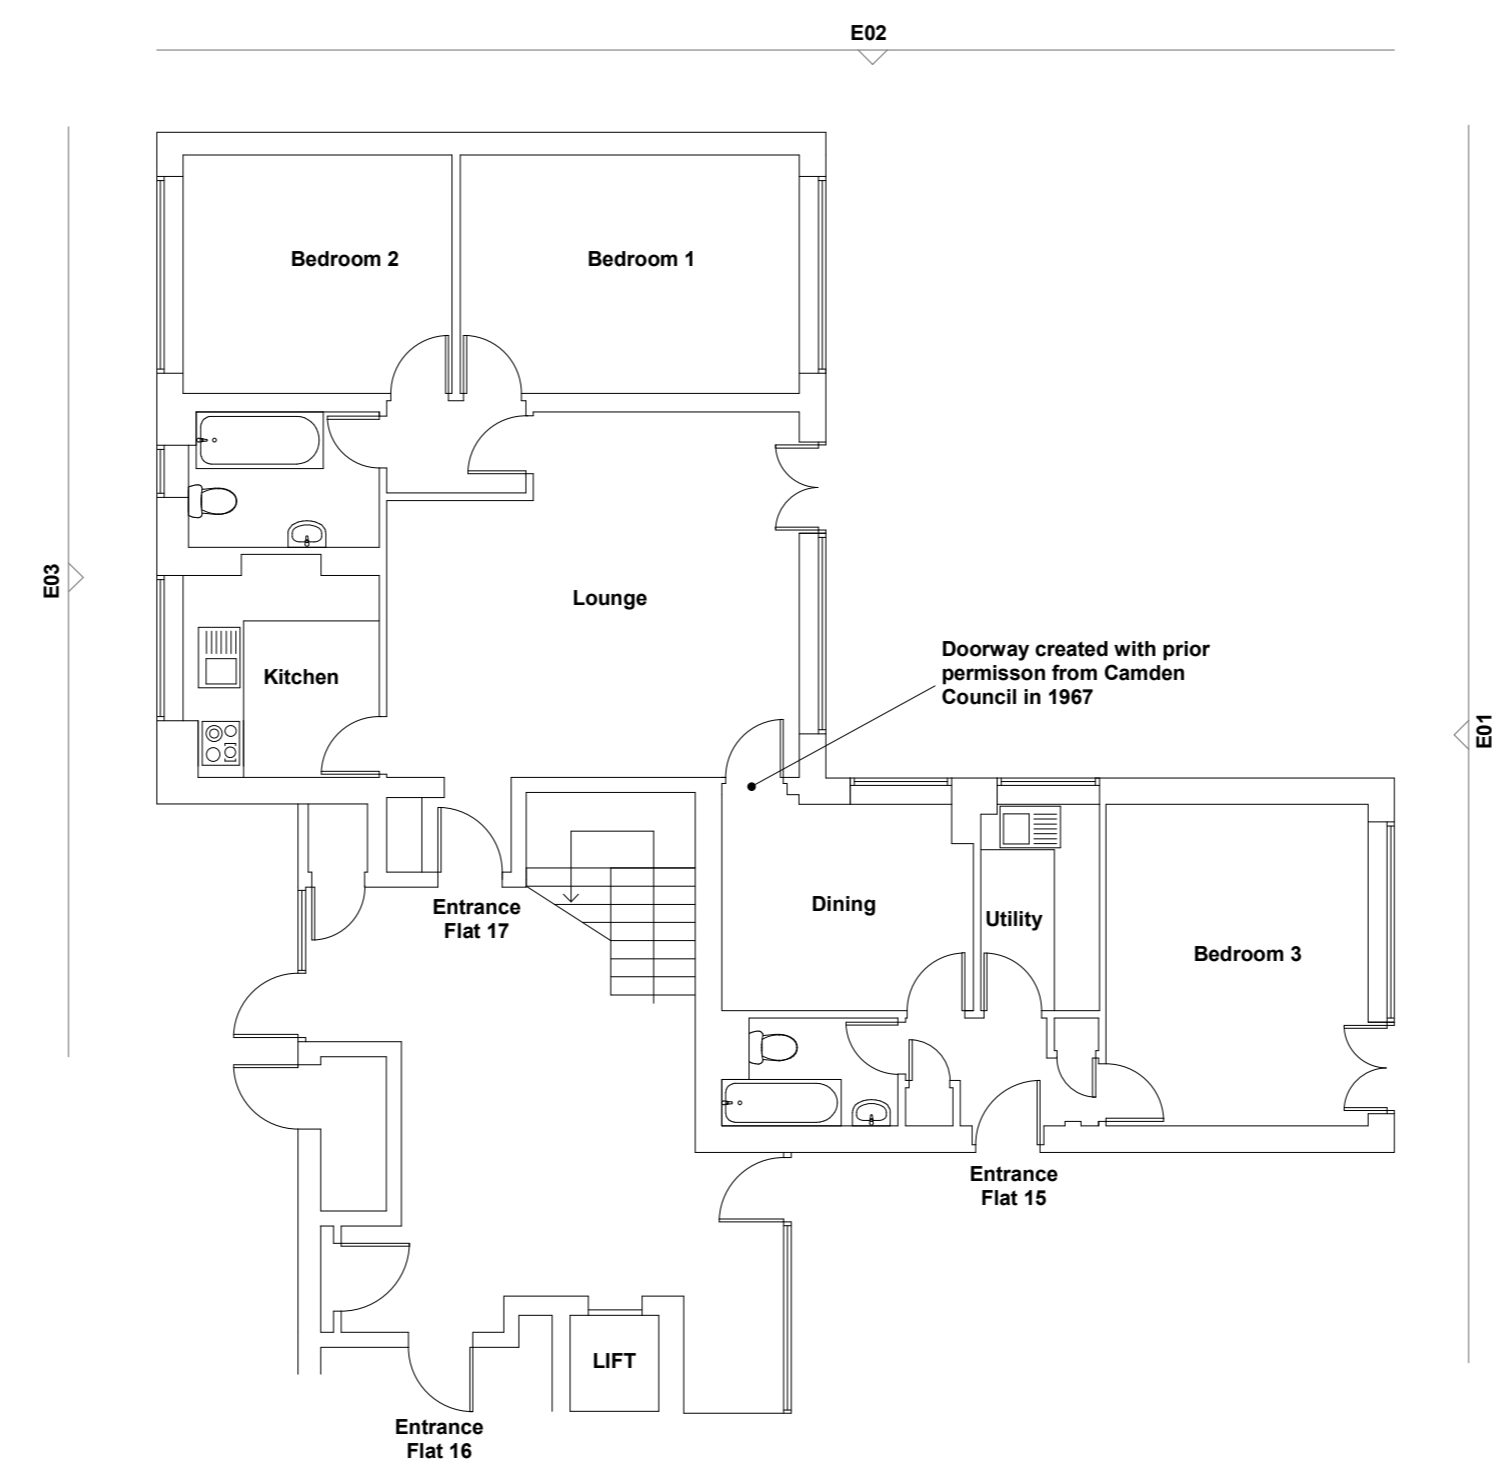 E02
Bedroom 2
Bedroom 1
E03
Lounge
Doorway created with prior
permisson from Camden
Council in 1967
Kitchen
E01
Entrance
Flat 17
Dining
Utility
Bedroom 3
Entrance
Flat 15
LIFT
Entrance
Flat 16